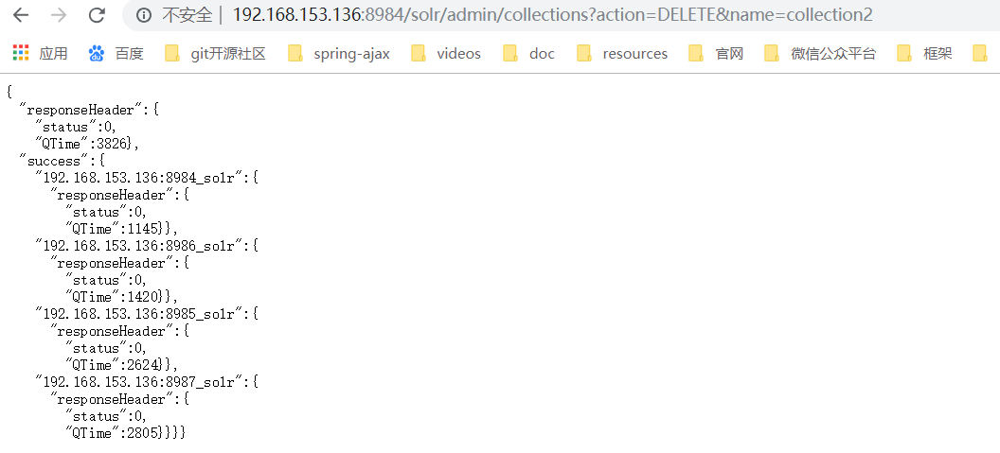 不安全 | 192.168.153.136:8984/solr/admin/collections?action=DELETE&name=collection2
应用 百度 git开源社区 spring-ajax videos doc resources 官网 微信公众平台 框架
{
  "responseHeader":{
    "status":0,
    "QTime":3826},
  "success":{
    "192.168.153.136:8984_solr":{
      "responseHeader":{
        "status":0,
        "QTime":1145}},
    "192.168.153.136:8986_solr":{
      "responseHeader":{
        "status":0,
        "QTime":1420}},
    "192.168.153.136:8985_solr":{
      "responseHeader":{
        "status":0,
        "QTime":2624}},
    "192.168.153.136:8987_solr":{
      "responseHeader":{
        "status":0,
        "QTime":2805}}}}